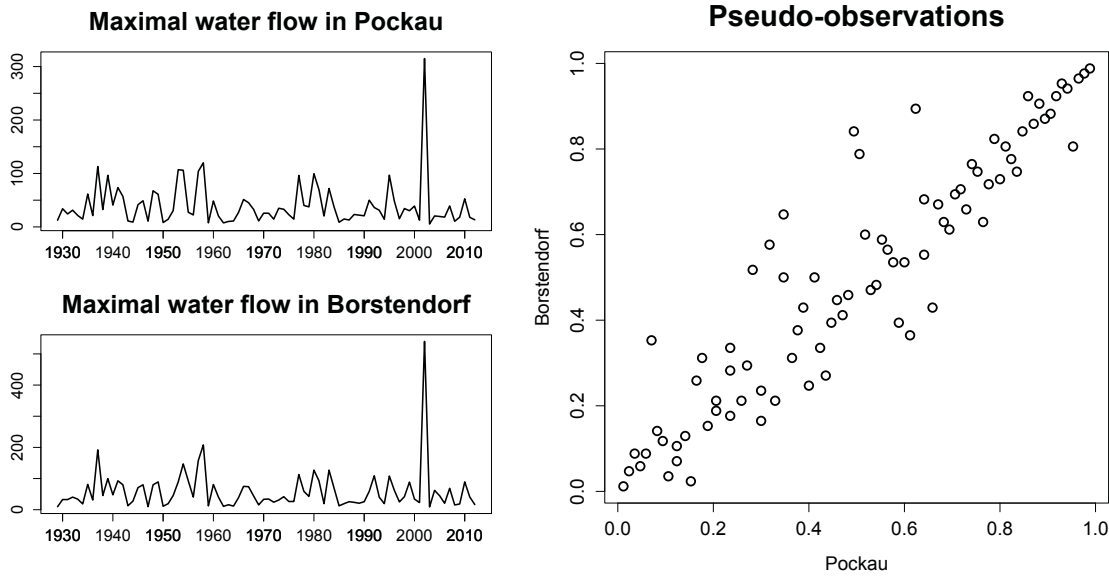 Maximal water flow in Pockau
300
200
100
0
1930 1940 1950 1960 1970 1980 1990 2000 2010
Maximal water flow in Borstendorf
400
200
0
1930 1940 1950 1960 1970 1980 1990 2000 2010
Pseudo-observations
Borstendorf
1.0
0.8
0.6
0.4
0.2
0.0
0.0 0.2 0.4 0.6 0.8 1.0
Pockau